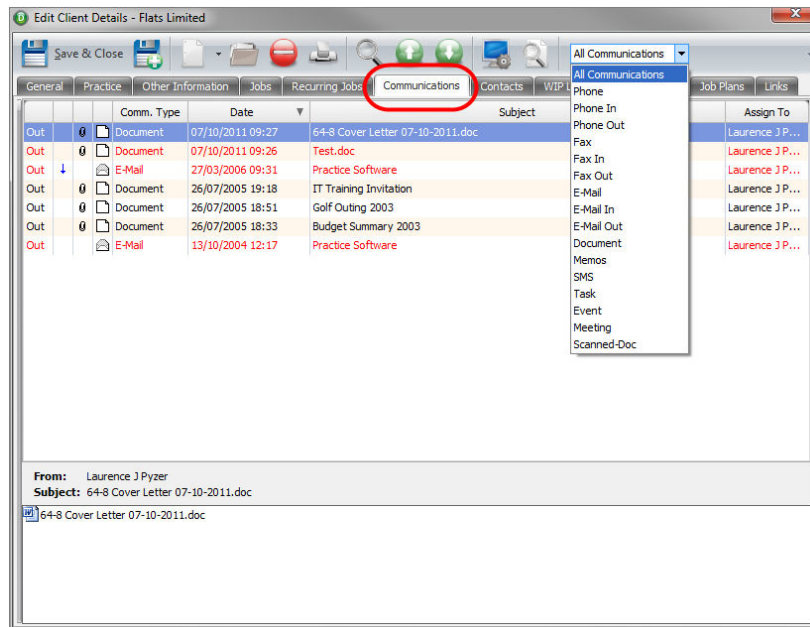 Edit Client Details - Flats Limited
Save & Close
All Communications
General Practice Other Information Jobs Recurring Jobs Communications Contacts WIP L Job Plans Links
All Communications
Phone
Phone In
Phone Out
Fax
Fax In
Fax Out
E-Mail
E-Mail In
E-Mail Out
Document
Memos
SMS
Task
Event
Meeting
Scanned-Doc
Comm. Type Date Subject Assign To
Out Document 07/10/2011 09:27 64-8 Cover Letter 07-10-2011.doc Laurence J P...
Out Document 07/10/2011 09:26 Test.doc Laurence J P...
Out E-Mail 27/03/2006 09:31 Practice Software Laurence J P...
Out Document 26/07/2005 19:18 IT Training Invitation Laurence J P...
Out Document 26/07/2005 18:51 Golf Outing 2003 Laurence J P...
Out Document 26/07/2005 18:33 Budget Summary 2003 Laurence J P...
Out E-Mail 13/10/2004 12:17 Practice Software Laurence J P...
From: Laurence J Pyzer
Subject: 64-8 Cover Letter 07-10-2011.doc
64-8 Cover Letter 07-10-2011.doc